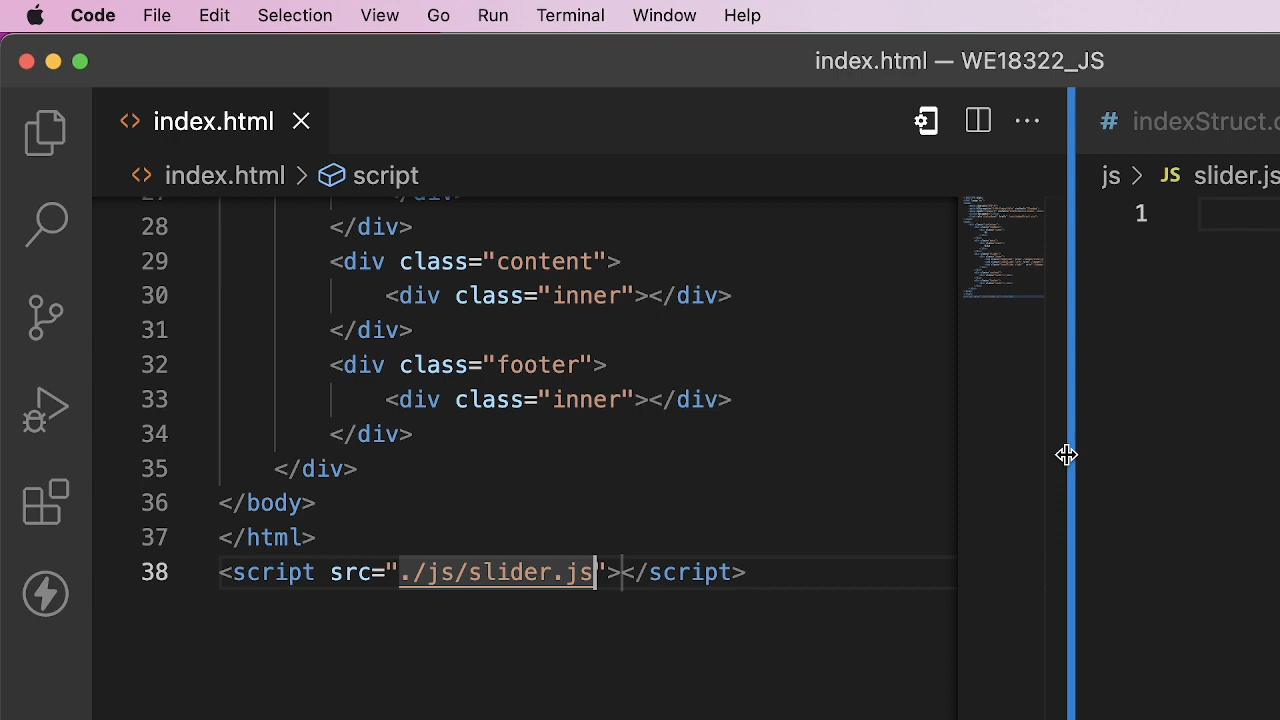 Code File Edit Selection View Go Run Terminal Window Help
index.html — WE18322_JS
index.html
# indexStruct.c
index.html > script
js > JS slider.js
28 </div>
29 <div class="content">
30 <div class="inner"></div>
31 </div>
32 <div class="footer">
33 <div class="inner"></div>
34 </div>
35 </div>
36 </body>
37 </html>
38 <script src="./js/slider.js"></script>
1